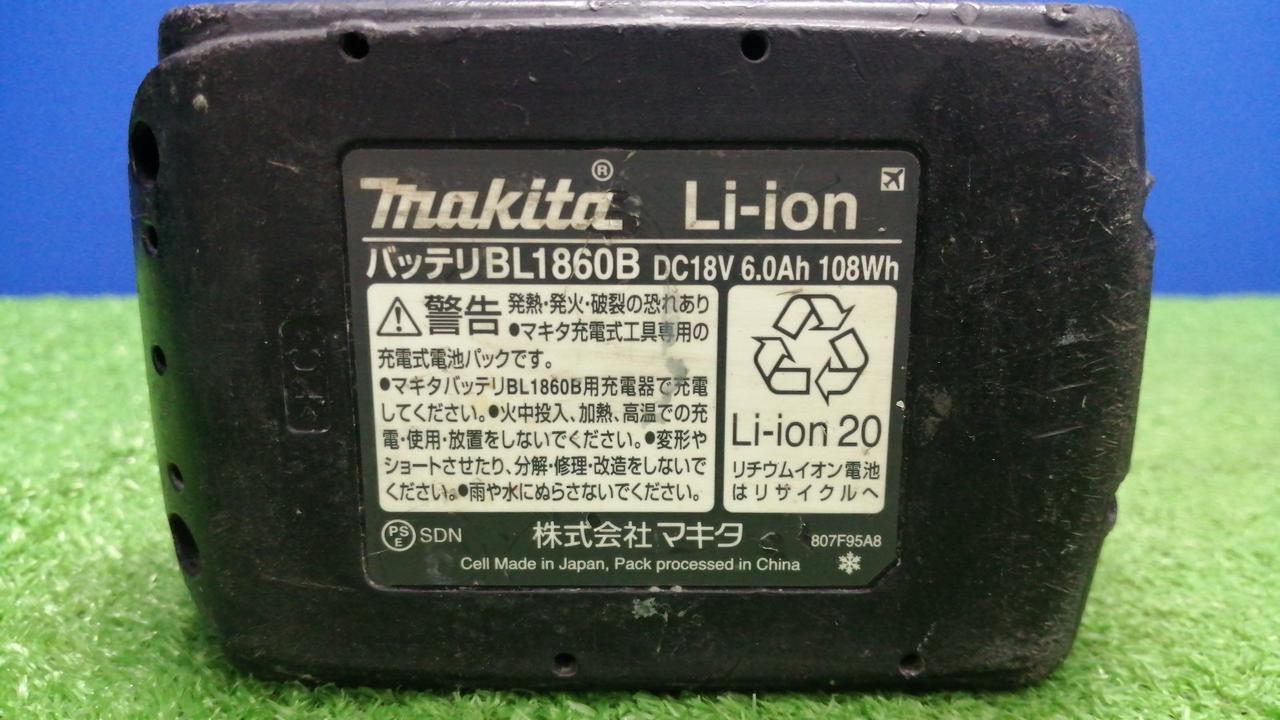 makita® Li-ion
バッテリBL1860B DC18V 6.0Ah 108Wh
警告 発熱・発火・破裂の恐れあり
●マキタ充電式工具専用の
充電式電池パックです。
●マキタバッテリBL1860B用充電器で充電
してください。●火中投入、加熱、高温での充
電・使用・放置をしないでください。●変形や
ショートさせたり、分解・修理・改造をしないで
ください。●雨や水にぬらさないでください。
Li-ion 20
リチウムイオン電池
はリサイクルへ
PSE SDN 株式会社マキタ 807F95A8
Cell Made in Japan, Pack processed in China